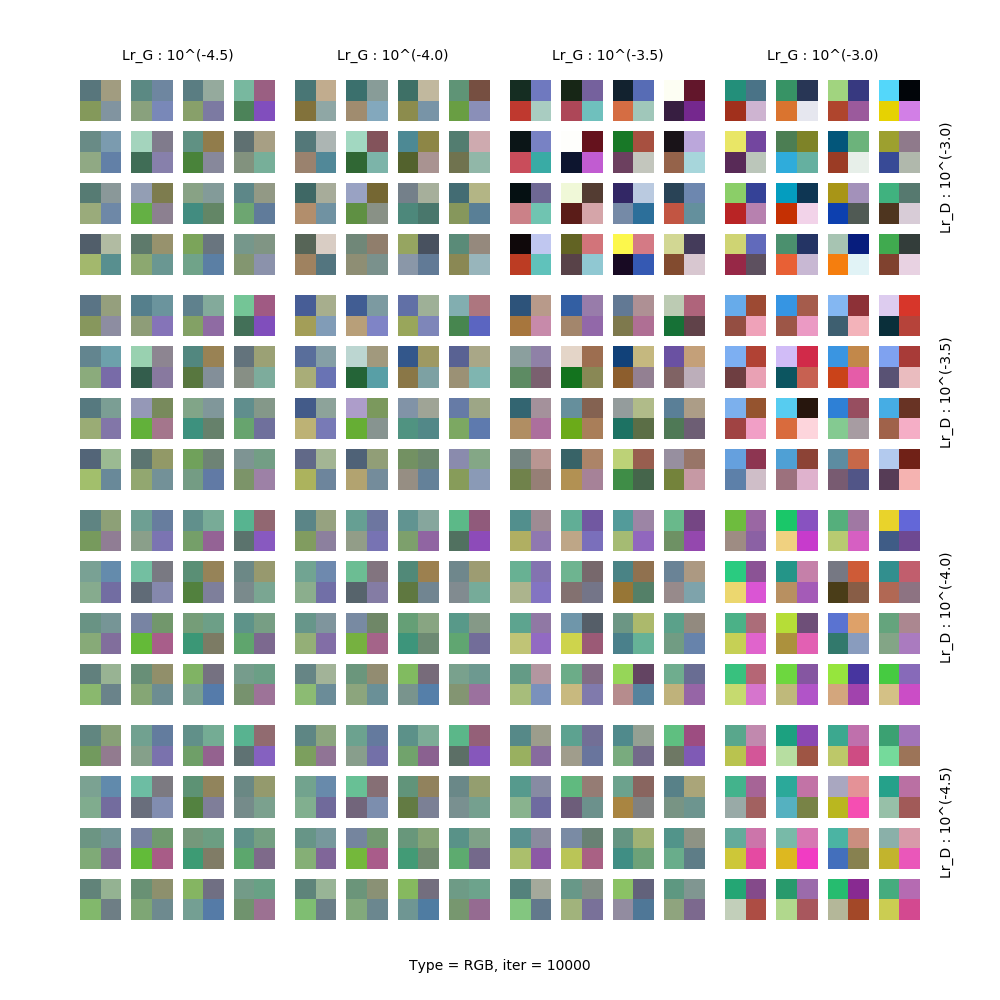 Lr_G : 10^(-4.5)
Lr_G : 10^(-4.0)
Lr_G : 10^(-3.5)
Lr_G : 10^(-3.0)
Lr_D : 10^(-3.0)
Lr_D : 10^(-3.5)
Lr_D : 10^(-4.0)
Lr_D : 10^(-4.5)
Type = RGB, iter = 10000